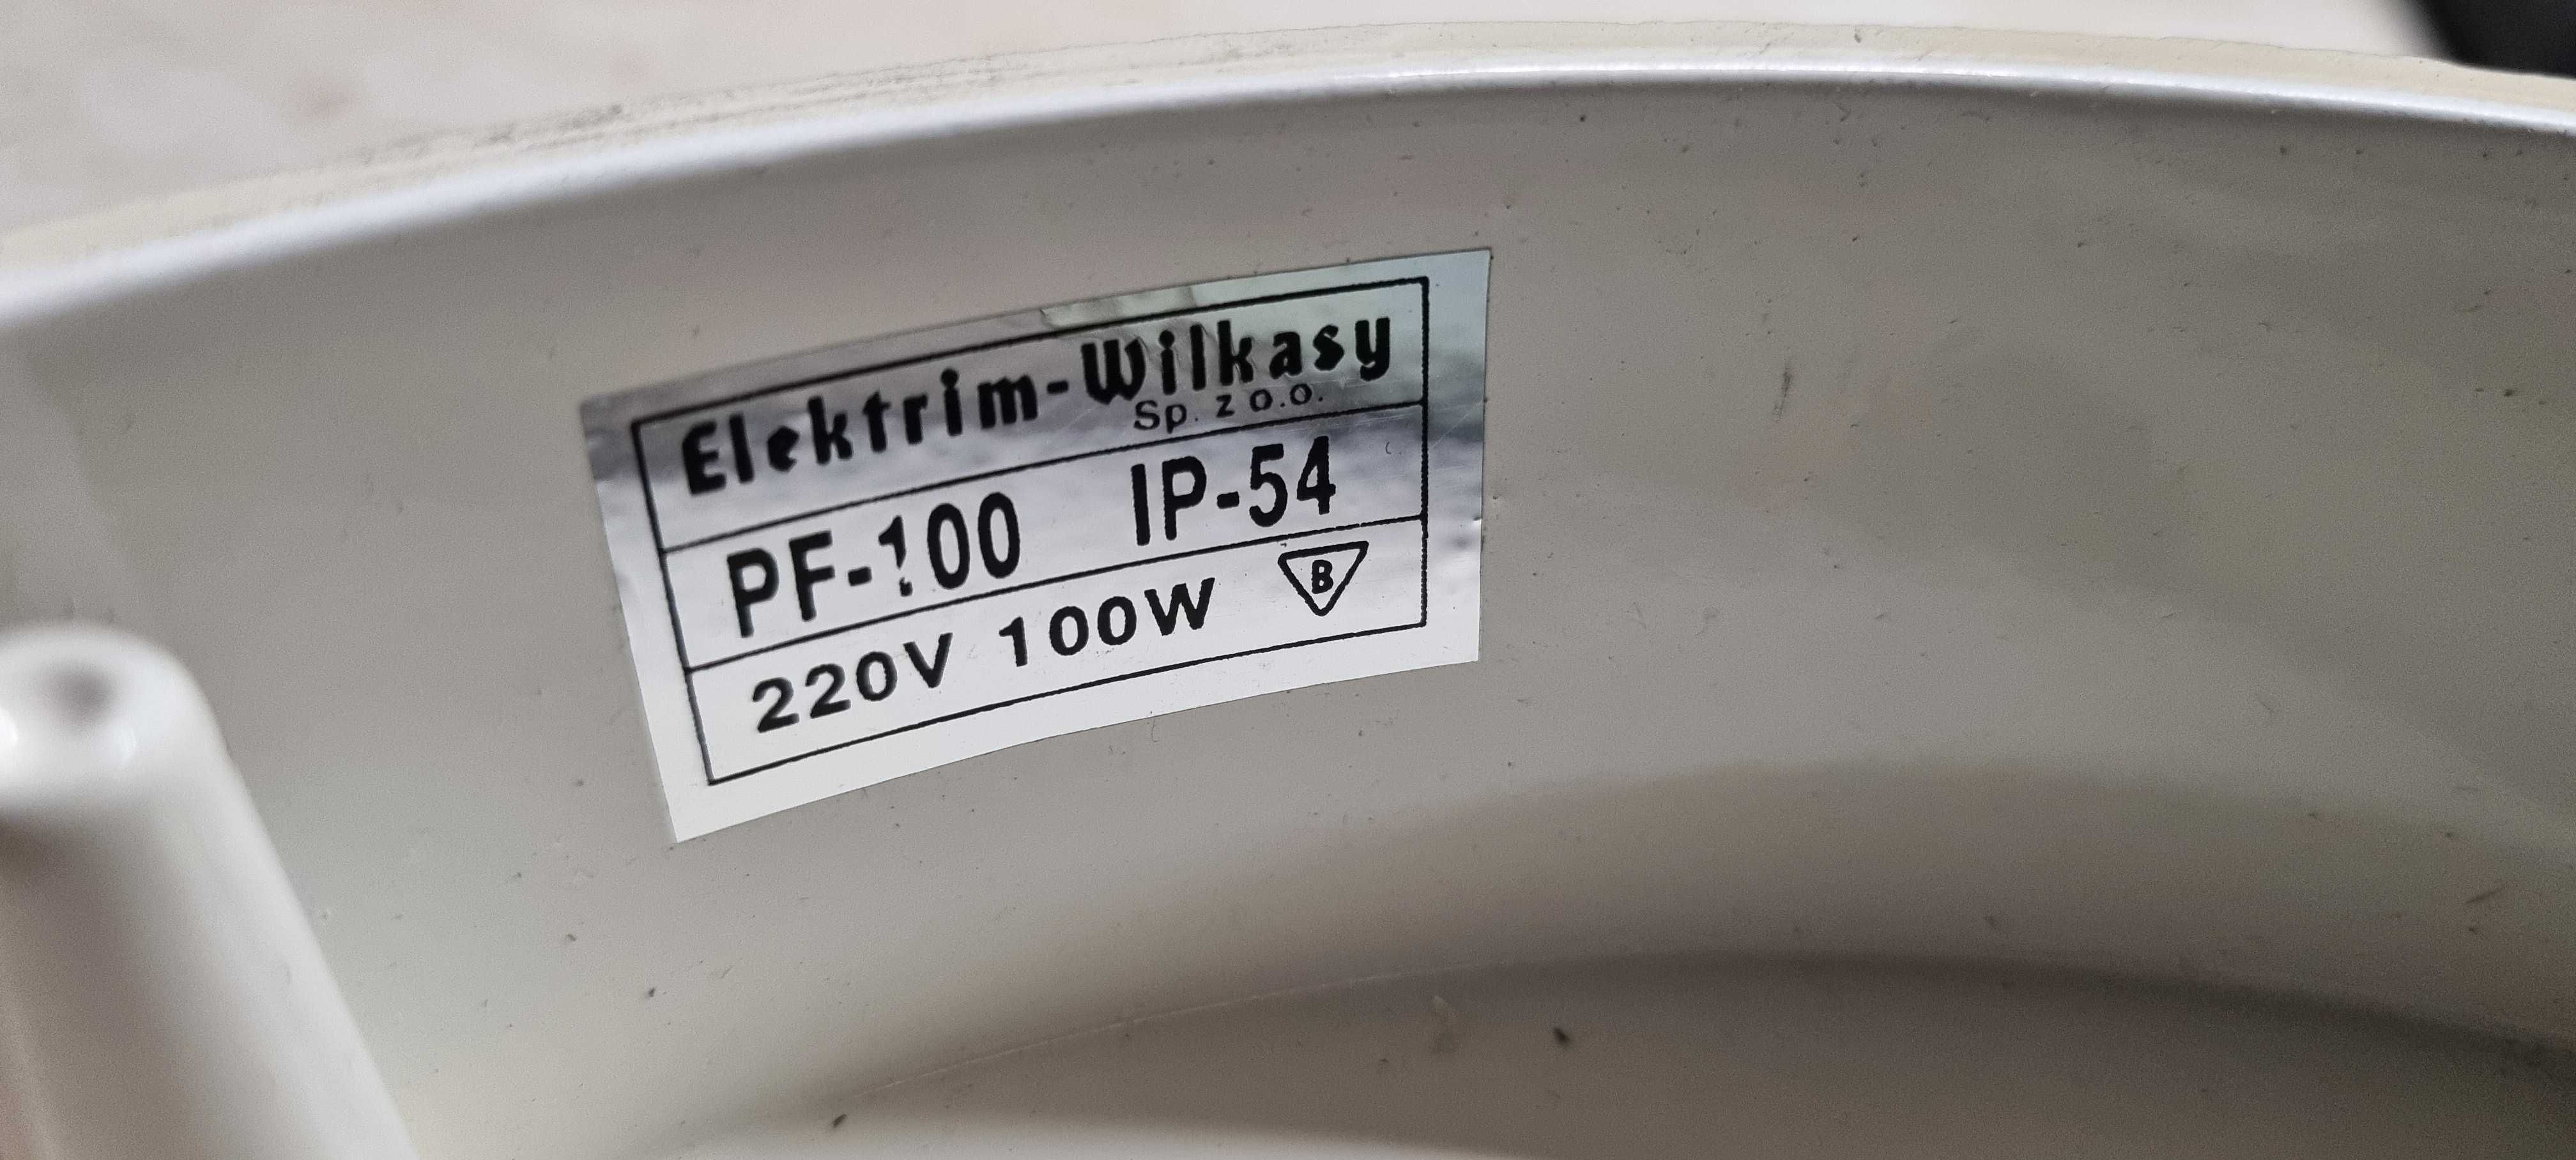 Elektrim-Wilkasy
Sp. z o.o.
PF-100 IP-54
220V 100W B